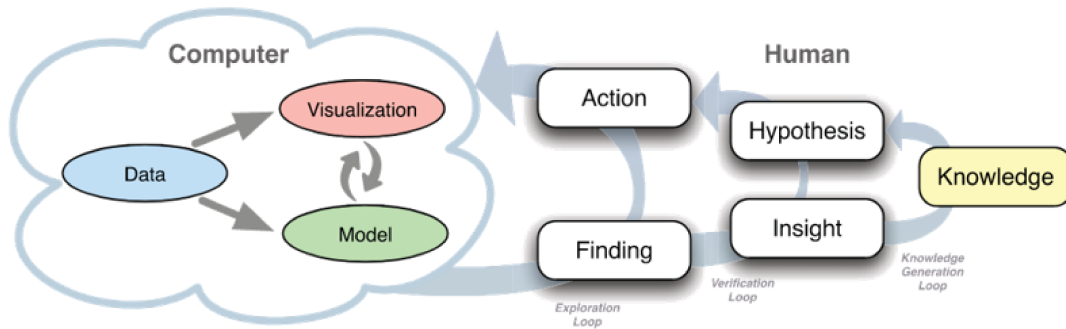 Computer
Human
Visualization
Action
Hypothesis
Data
Knowledge
Model
Finding
Insight
Exploration
Loop
Verification
Loop
Knowledge
Generation
Loop